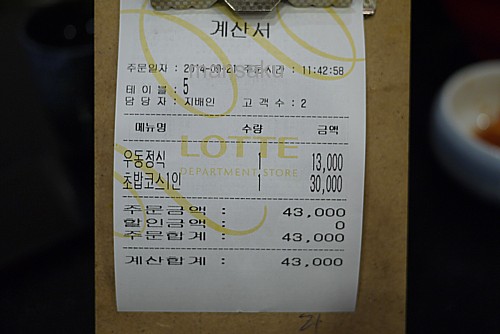 계산서
주문일자 : 2014-09-21 주문시간 : 11:42:58
테이블 : 5
담당자 : 지배인 고객수 : 2
메뉴명 수량 금액
LOTTE
우동정식 1 13,000
DEPARTMENT STORE
초밥코스1인 1 30,000
주문금액 : 43,000
할인금액 : 0
주문합계 : 43,000
계산합계 : 43,000